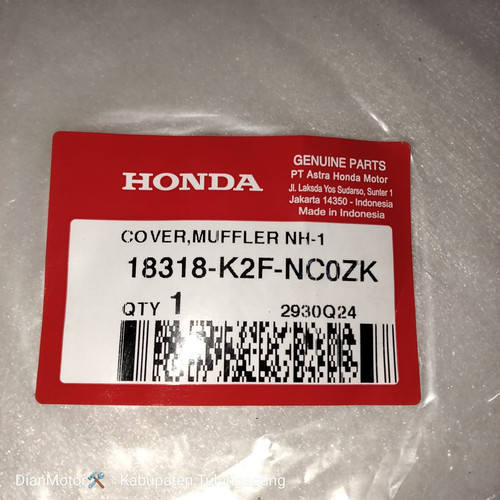 HONDA
GENUINE PARTS
PT Astra Honda Motor
Jl. Laksda Yos Sudarso, Sunter 1
Jakarta 14350 - Indonesia
Made in Indonesia
COVER,MUFFLER NH-1
18318-K2F-NC0ZK
QTY 1 2930Q24
DianMotor🛠️ - Kabupaten